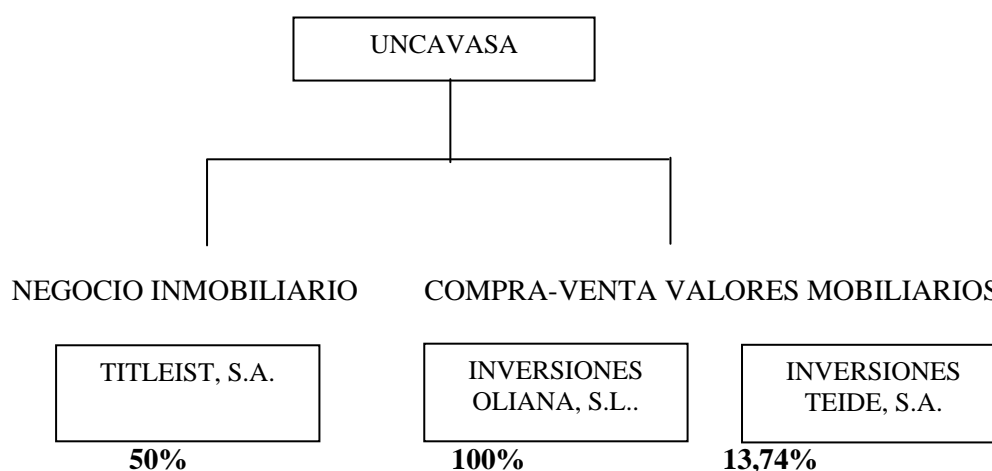 UNCAVASA
NEGOCIO INMOBILIARIO
COMPRA-VENTA VALORES MOBILIARIOS
TITLEIST, S.A.
INVERSIONES
OLIANA, S.L..
INVERSIONES
TEIDE, S.A.
50%
100%
13,74%